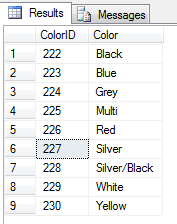 Results Messages
ColorID Color
1 222 Black
2 223 Blue
3 224 Grey
4 225 Multi
5 226 Red
6 227 Silver
7 228 Silver/Black
8 229 White
9 230 Yellow